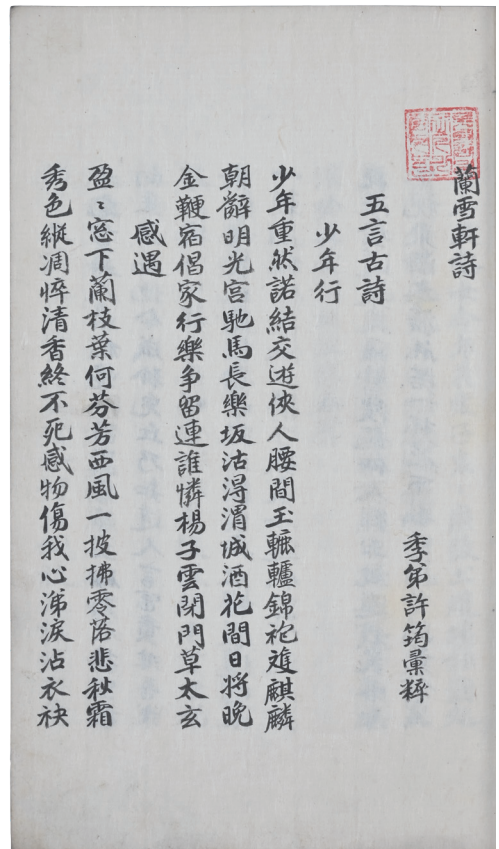 蘭雪軒詩
季弟許筠彙粹
五言古詩
少年行
少年重然諾結交遊俠人腰間玉轆轤錦袍雙麒麟
朝辭明光宮馳馬長樂坂沽得渭城酒花間日將晚
金鞭宿倡家行樂爭留連誰憐楊子雲閉門草太玄
感遇
盈〻窓下蘭枝葉何芬芳西風一披拂零落悲秋霜
秀色縱凋悴清香終不死感物傷我心涕淚沾衣袂